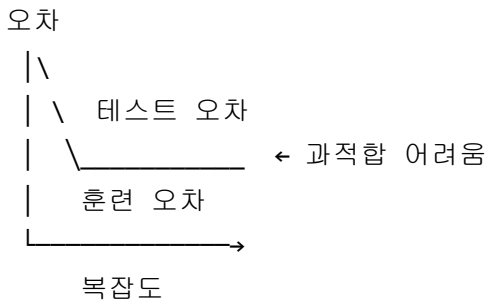 오차
테스트 오차
← 과적합 어려움
훈련 오차
복잡도